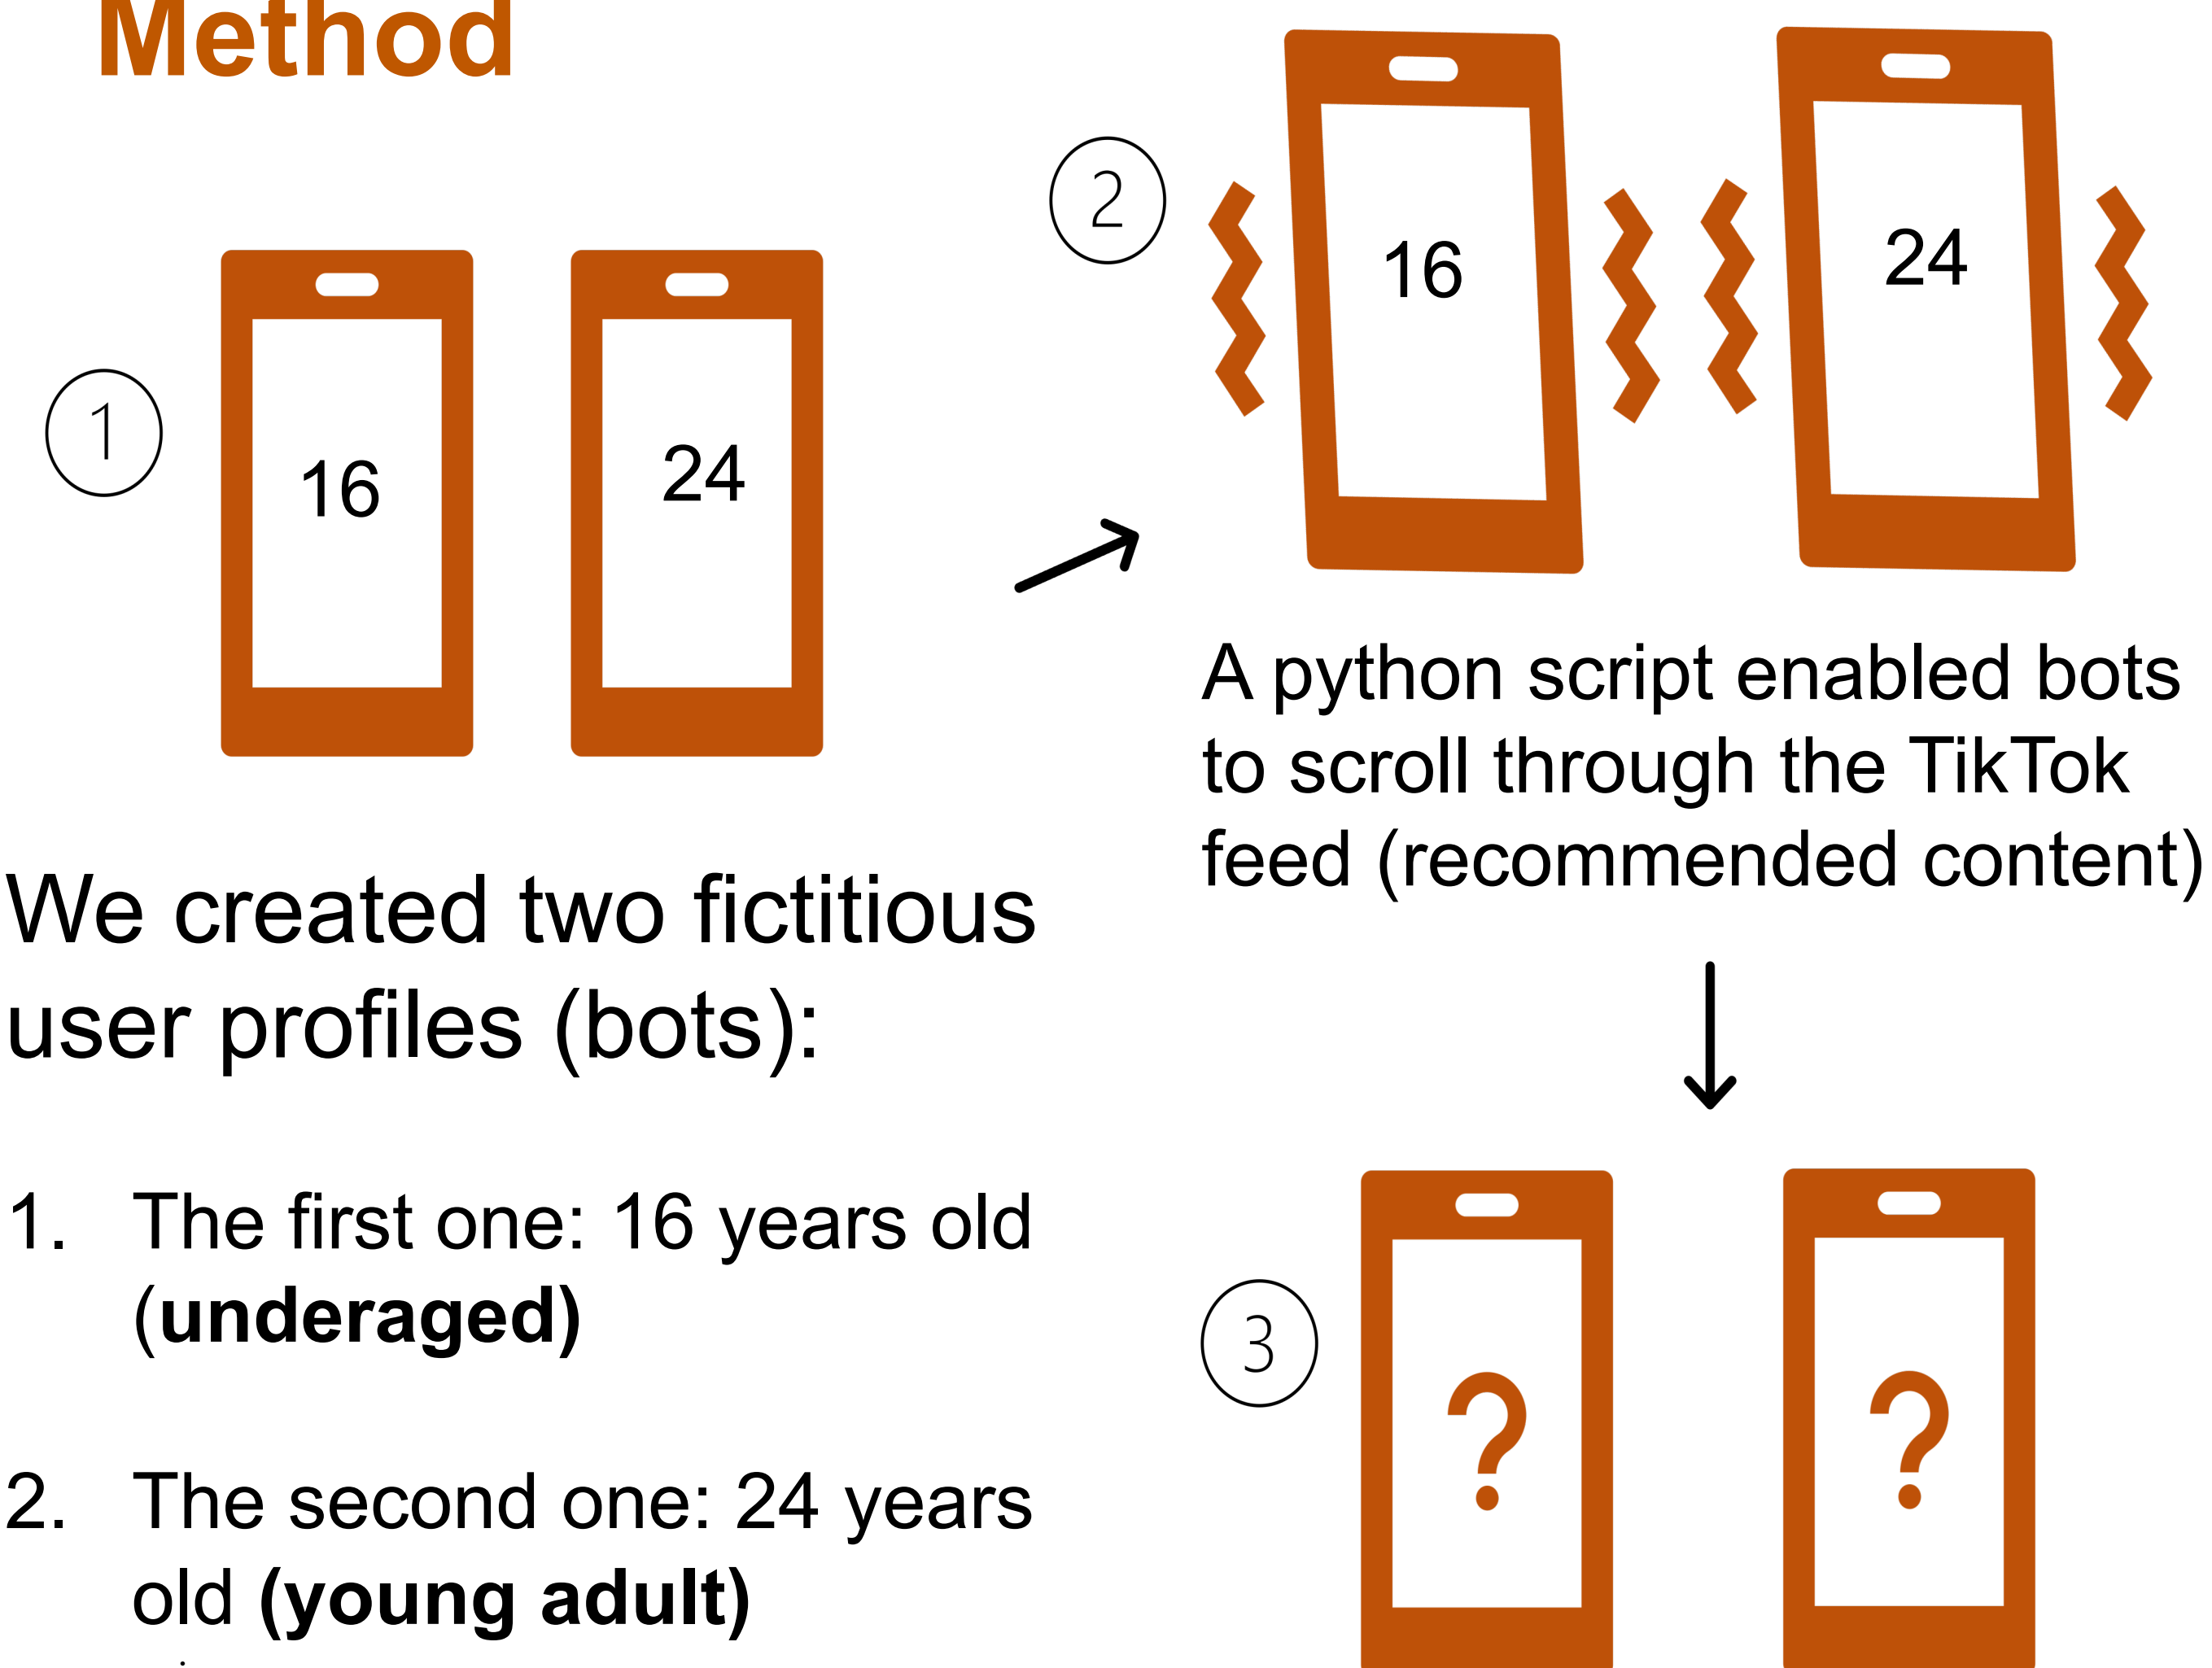 Method
1
16
24
We created two fictitious
user profiles (bots):
1. The first one: 16 years old
(underaged)
2. The second one: 24 years
old (young adult)
2
16
24
A python script enabled bots
to scroll through the TikTok
feed (recommended content)
3
?
?